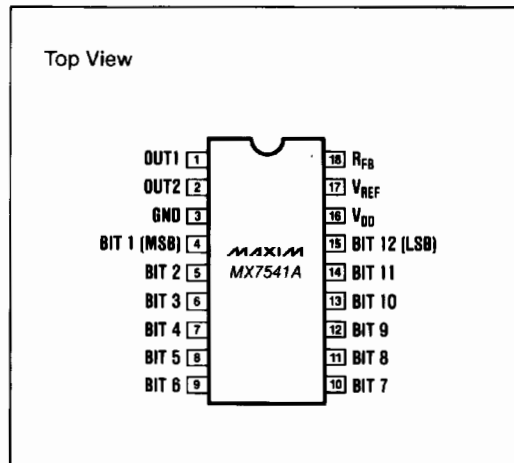 Top View
OUT1 1
OUT2 2
GND 3
BIT 1 (MSB) 4
BIT 2 5
BIT 3 6
BIT 4 7
BIT 5 8
BIT 6 9
MAXIM
MX7541A
18 RFB
17 VREF
16 VDD
15 BIT 12 (LSB)
14 BIT 11
13 BIT 10
12 BIT 9
11 BIT 8
10 BIT 7